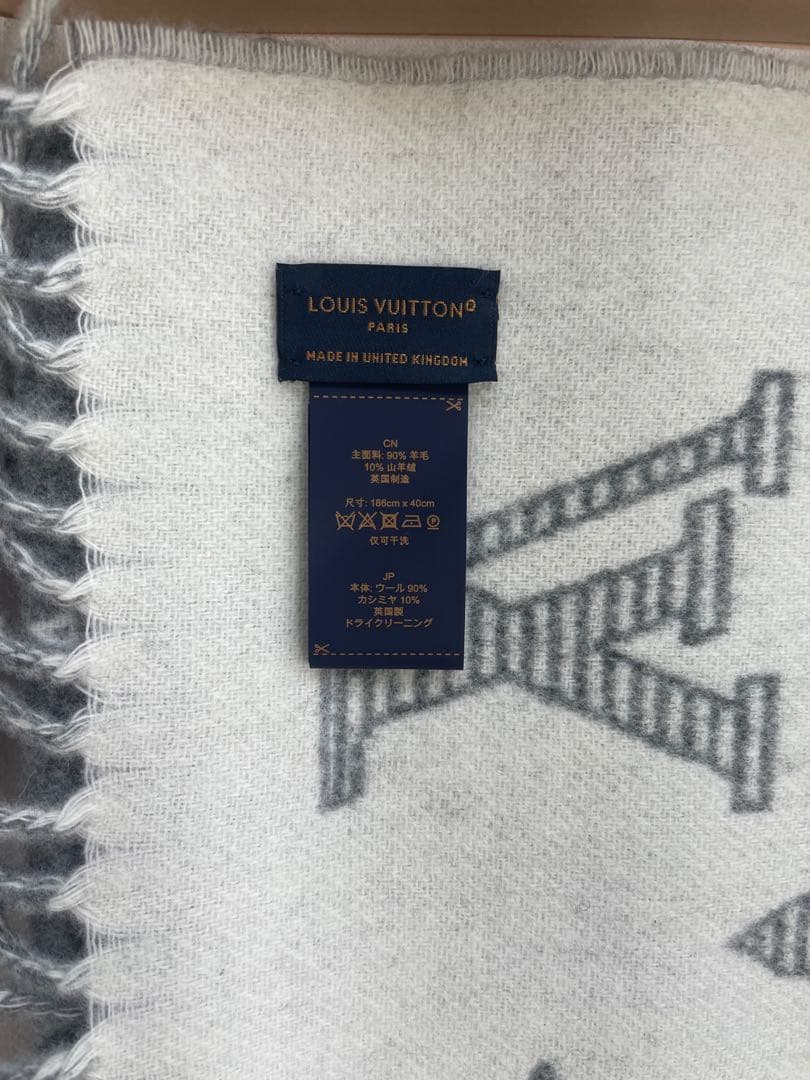 LOUIS VUITTON®
PARIS
MADE IN UNITED KINGDOM
CN
主面料: 90% 羊毛
10% 山羊绒
英国制造
尺寸: 186cm x 40cm
P
仅可干洗
JP
本体: ウール 90%
カシミヤ 10%
英国製
ドライクリーニング